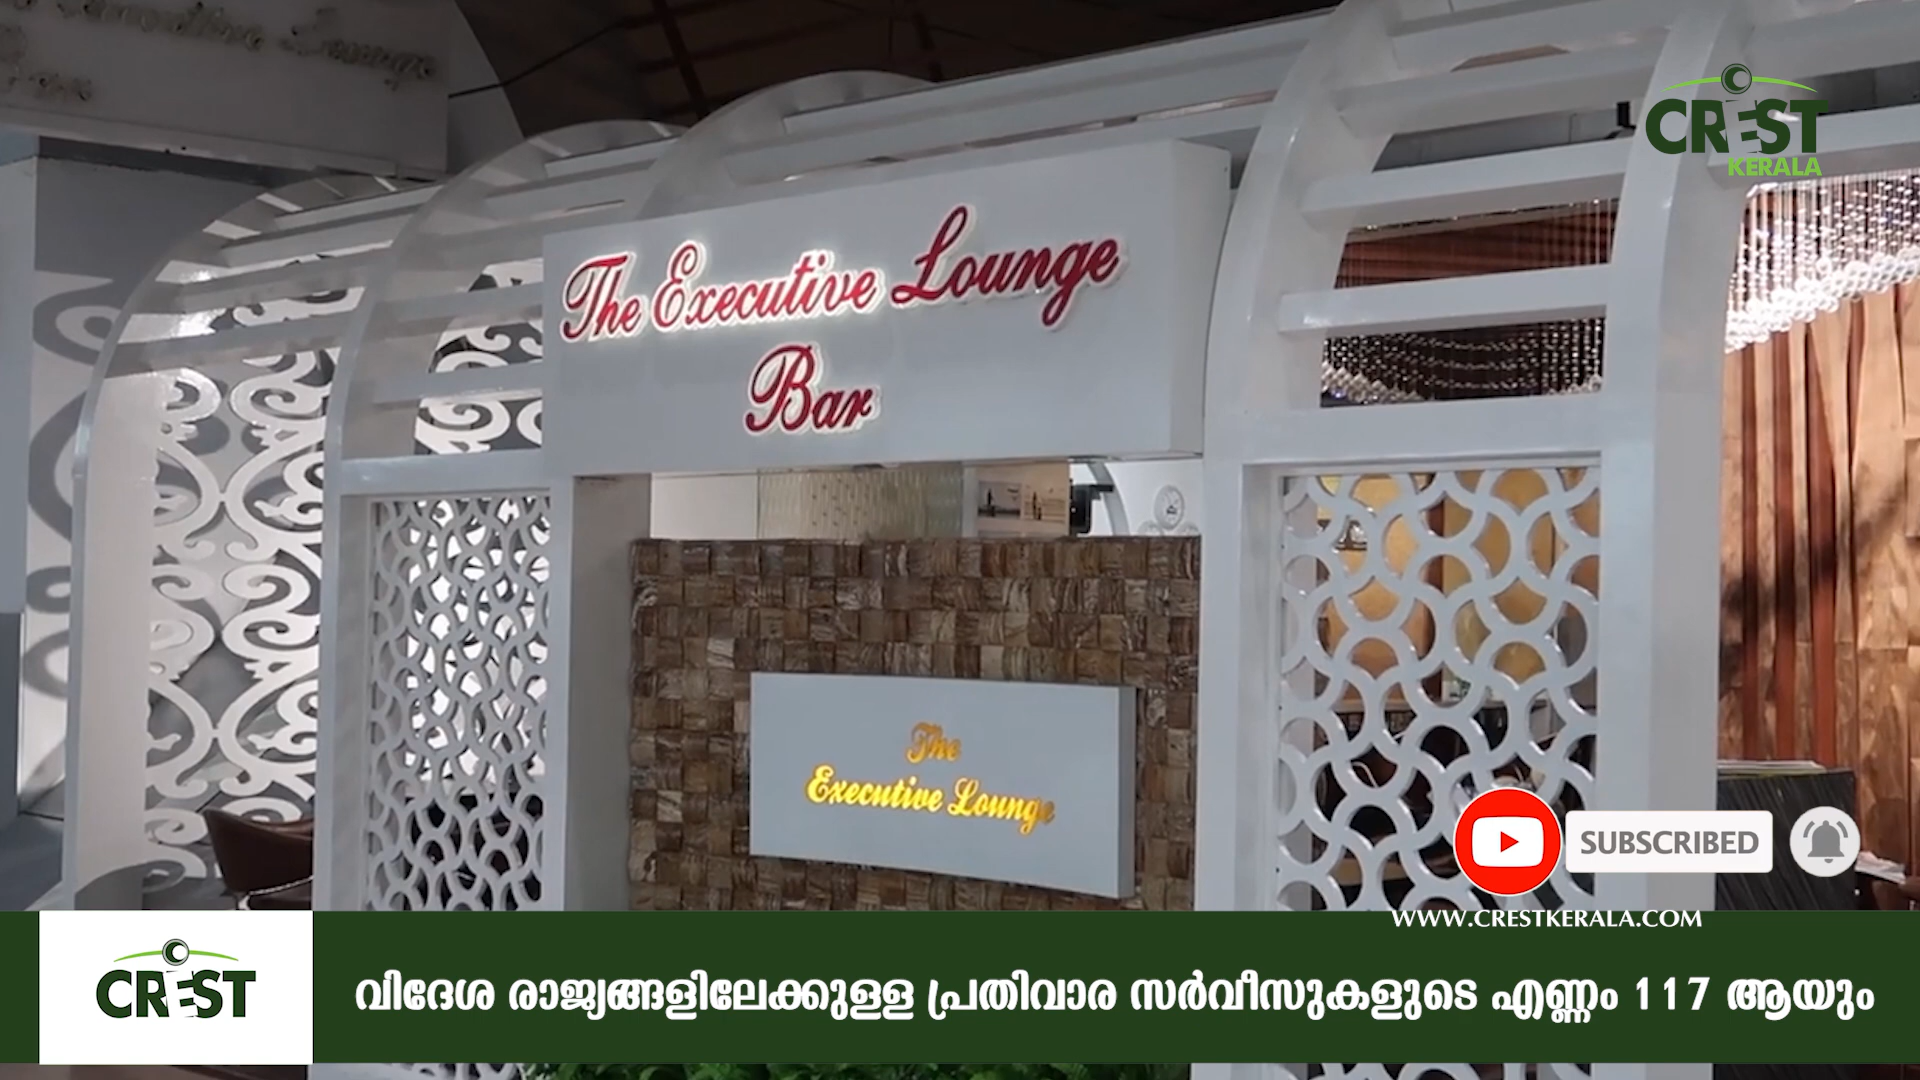 CREST
KERALA
The Executive Lounge
Bar
The
Executive Lounge
SUBSCRIBED
WWW.CRESTKERALA.COM
CREST
വിദേശ രാജ്യങ്ങളിലേക്കുളള പ്രതിവാര സർവീസുകളുടെ എണ്ണം 117 ആയും